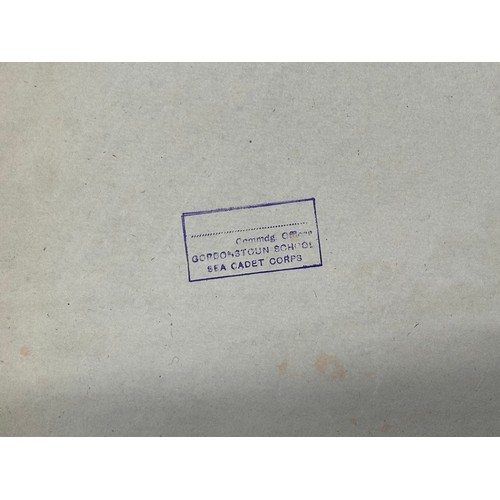 Commdg. Officer
GORDONSTOUN SCHOOL
SEA CADET CORPS